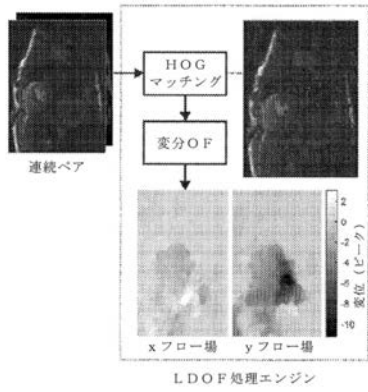 HOG
マッチング
連続ペア
変分OF
2
0
-2
-4
-6
-8
-10
変位（ピーク）
xフロー場
yフロー場
LDOF処理エンジン